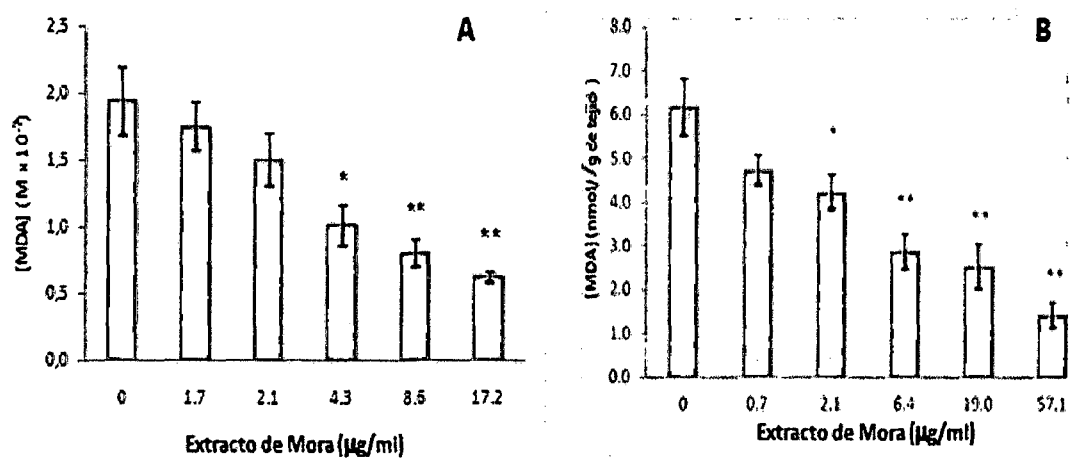 A
2,5
2,0
1,5
1,0
0,5
0,0
[MDA] (M × 10⁻⁷)
*
**
**
0 1.7 2.1 4.3 8.6 17.2
Extracto de Mora (µg/ml)
B
8.0
7.0
6.0
5.0
4.0
3.0
2.0
1.0
0.0
[MDA] (nmol/g de tejido)
*
**
**
**
0 0.7 2.1 6.4 19.0 57.1
Extracto de Mora (µg/ml)